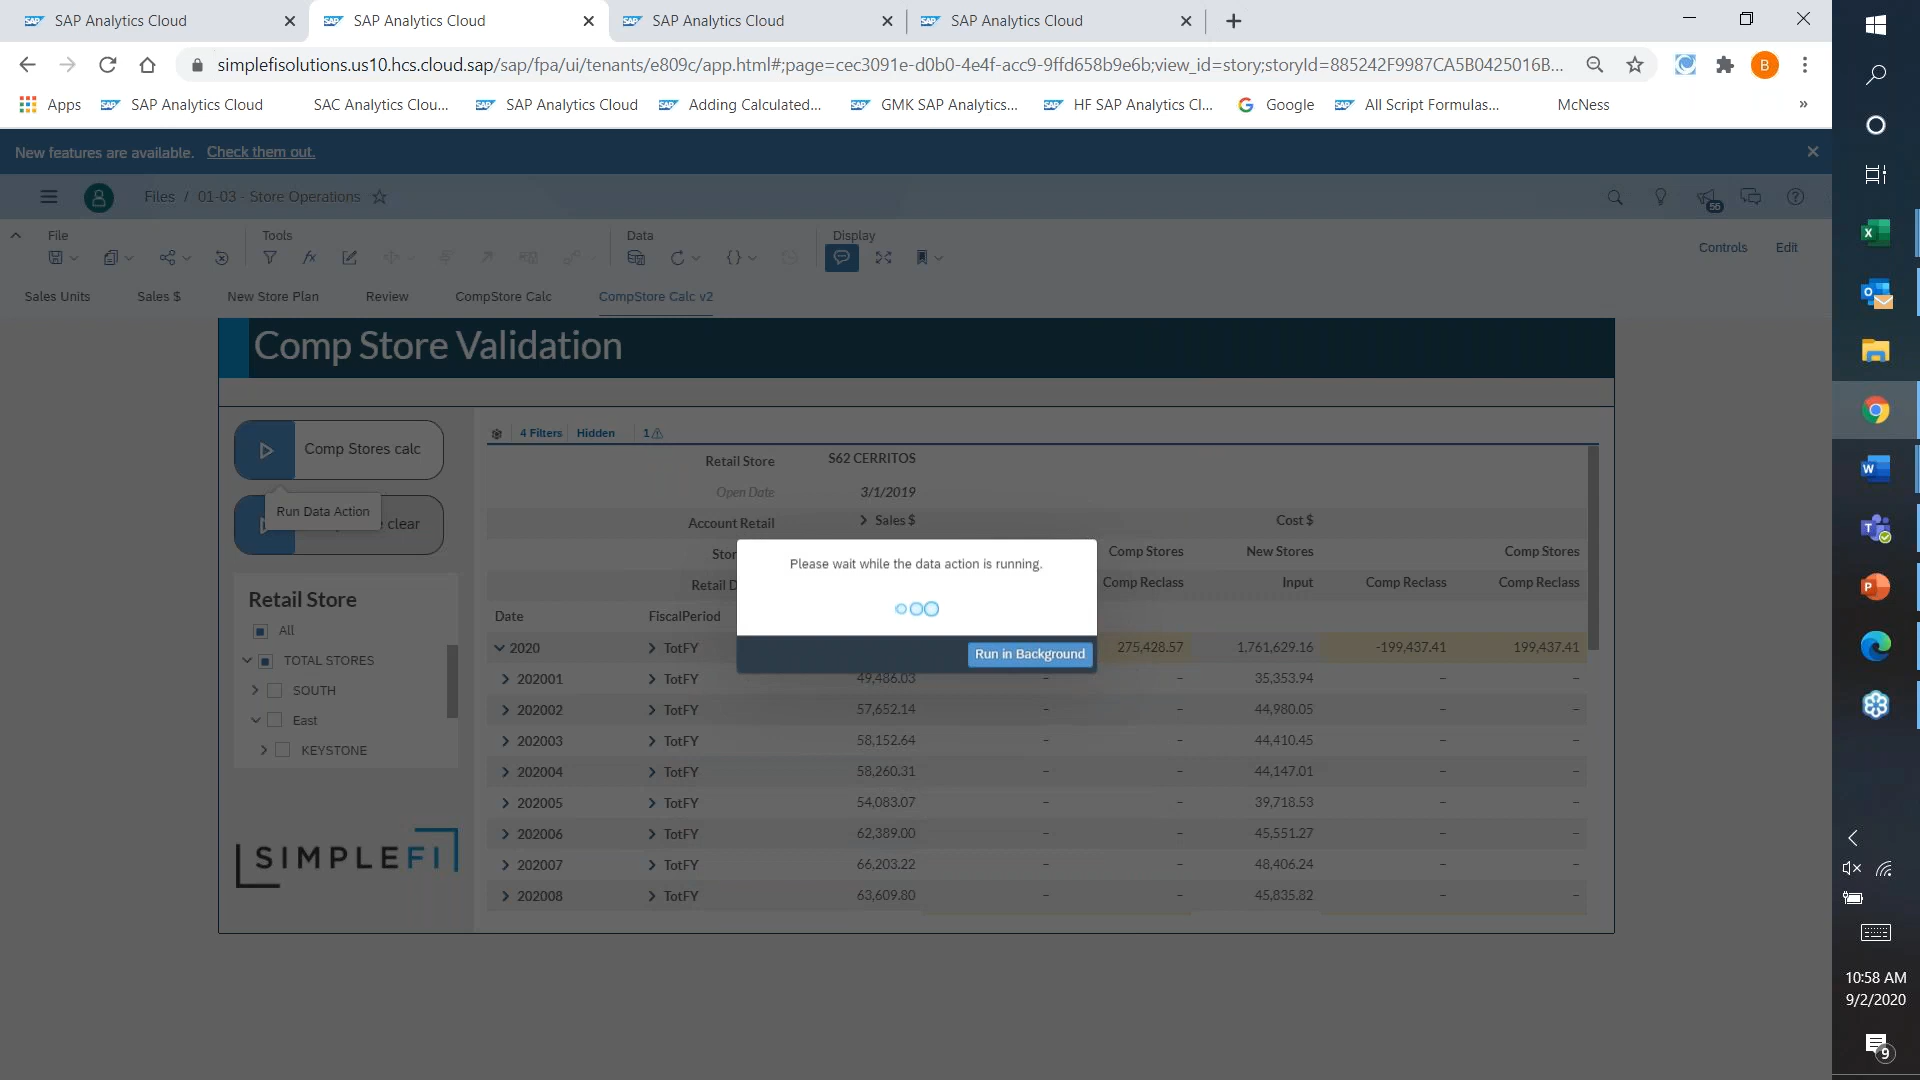 SAP Analytics Cloud
SAP Analytics Cloud
SAP Analytics Cloud
SAP Analytics Cloud
simplefisolutions.us10.hcs.cloud.sap/sap/fpa/ui/tenants/e809c/app.html#;page=cec3091e-d0b0-4e4f-acc9-9ffd658b9e6b;view_id=story;storyId=885242F9987CA5B0425016B...
B
Apps
SAP Analytics Cloud
SAC Analytics Clou...
SAP Analytics Cloud
Adding Calculated...
GMK SAP Analytics...
HF SAP Analytics Cl...
Google
All Script Formulas...
McNess
»
New features are available. Check them out.
Files / 01-03 - Store Operations
56
File
Tools
Data
Display
Controls
Edit
Sales Units
Sales $
New Store Plan
Review
CompStore Calc
CompStore Calc v2
Comp Store Validation
Comp Stores calc
Run Data Action
clear
Retail Store
All
TOTAL STORES
SOUTH
East
KEYSTONE
SIMPLEFI
4 Filters
Hidden
1
Retail Store S62 CERRITOS
Open Date 3/1/2019
Account Retail Sales $ Cost $
Stor Comp Stores New Stores Comp Stores
Retail D Comp Reclass Input Comp Reclass Comp Reclass
Date FiscalPeriod
2020 TotFY 275,428.57 1,761,629.16 -199,437.41 199,437.41
202001 TotFY 49,486.03 – – 35,353.94 – –
202002 TotFY 57,652.14 – – 44,980.05 – –
202003 TotFY 58,152.64 – – 44,410.45 – –
202004 TotFY 58,260.31 – – 44,147.01 – –
202005 TotFY 54,083.07 – – 39,718.53 – –
202006 TotFY 62,389.00 – – 45,551.27 – –
202007 TotFY 66,203.22 – – 48,406.24 – –
202008 TotFY 63,609.80 – – 45,835.82 – –
Please wait while the data action is running.
Run in Background
10:58 AM
9/2/2020
9